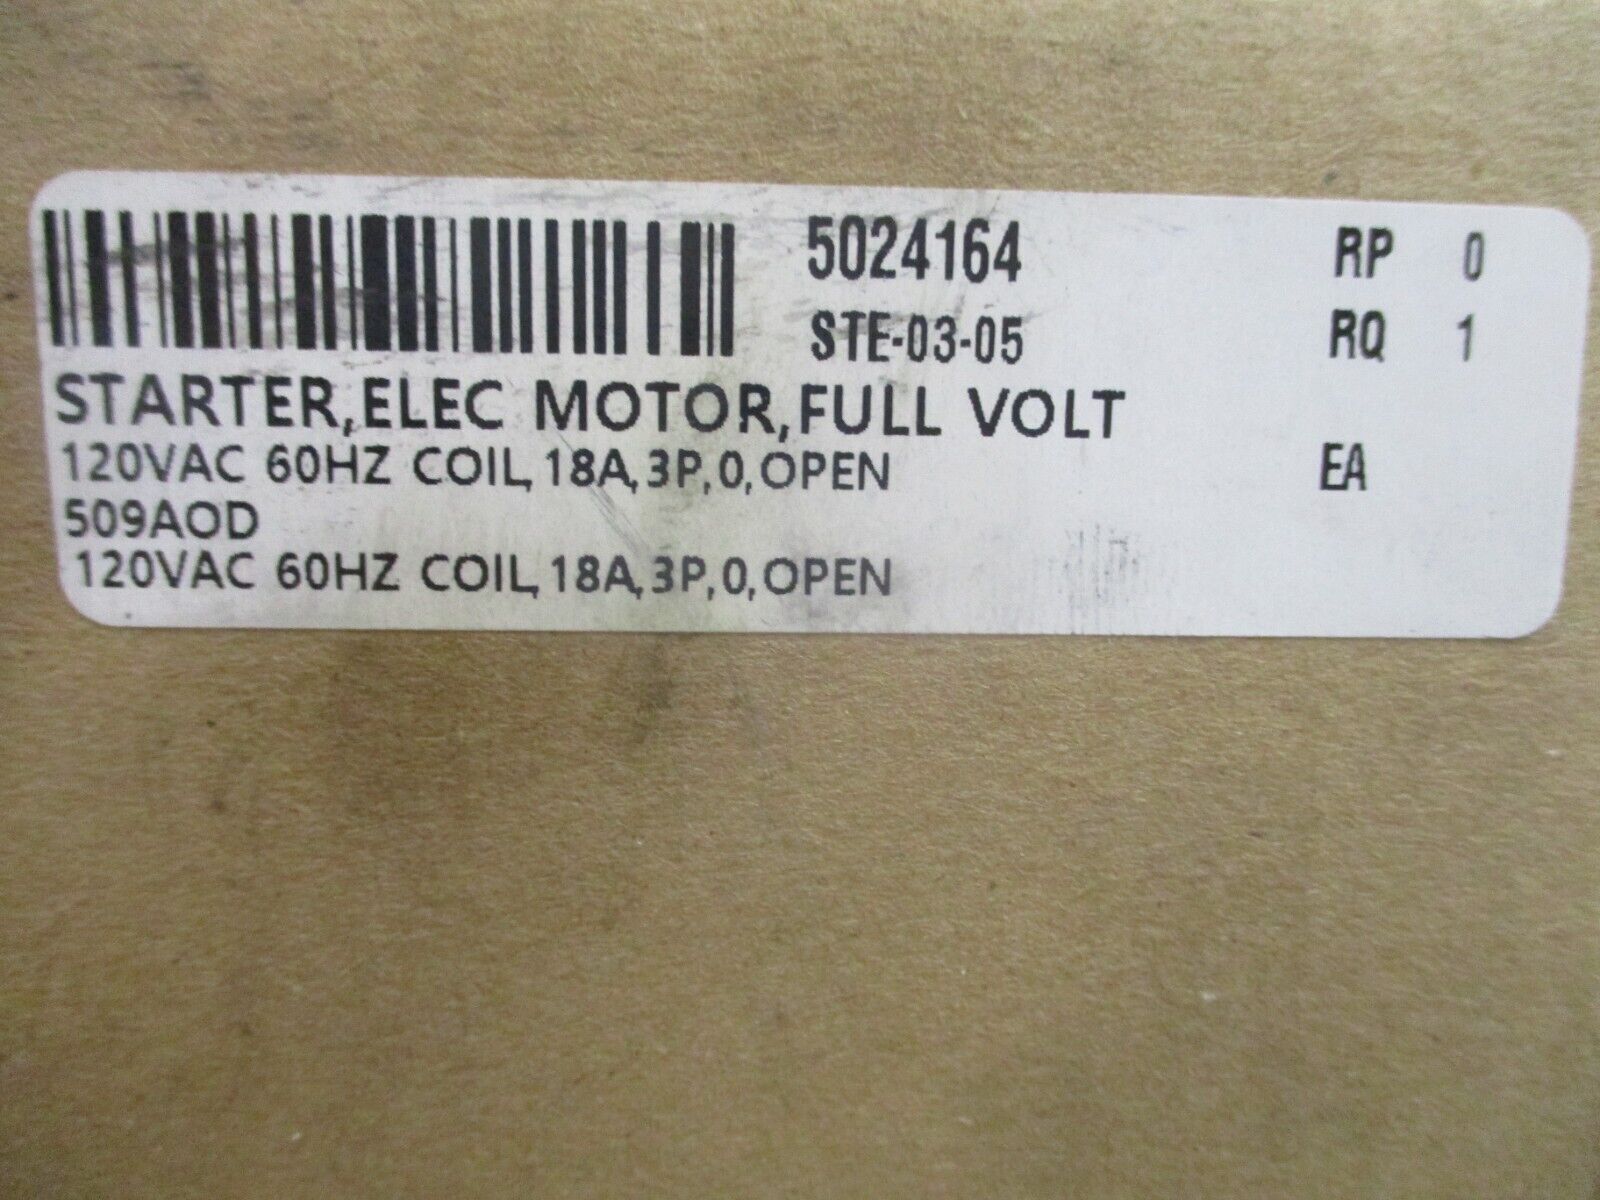 5024164 RP 0
STE-03-05 RQ 1
STARTER,ELEC MOTOR,FULL VOLT
120VAC 60HZ COIL,18A,3P,0,OPEN EA
509AOD
120VAC 60HZ COIL,18A,3P,0,OPEN